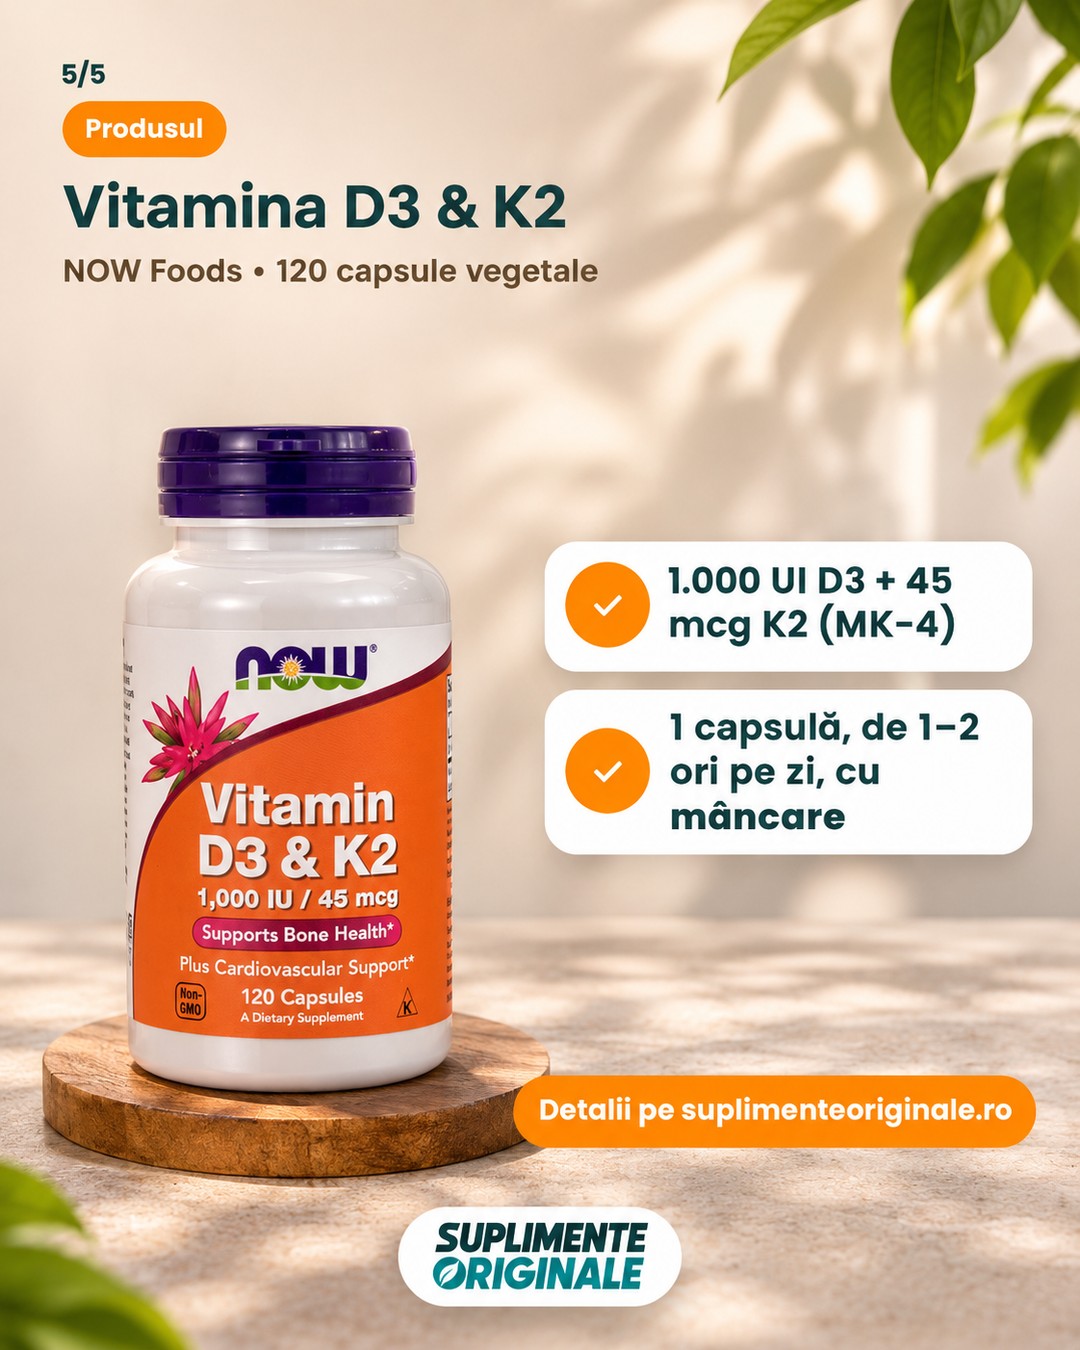 5/5
Produsul
Vitamina D3 & K2
NOW Foods • 120 capsule vegetale
NOW®
Vitamin
D3 & K2
1,000 IU / 45 mcg
Supports Bone Health*
Plus Cardiovascular Support*
Non-
GMO
120 Capsules
A Dietary Supplement
K
1.000 UI D3 + 45
mcg K2 (MK-4)
1 capsulă, de 1–2
ori pe zi, cu
mâncare
Detalii pe suplimenteoriginale.ro
SUPLIMENTE
ORIGINALE